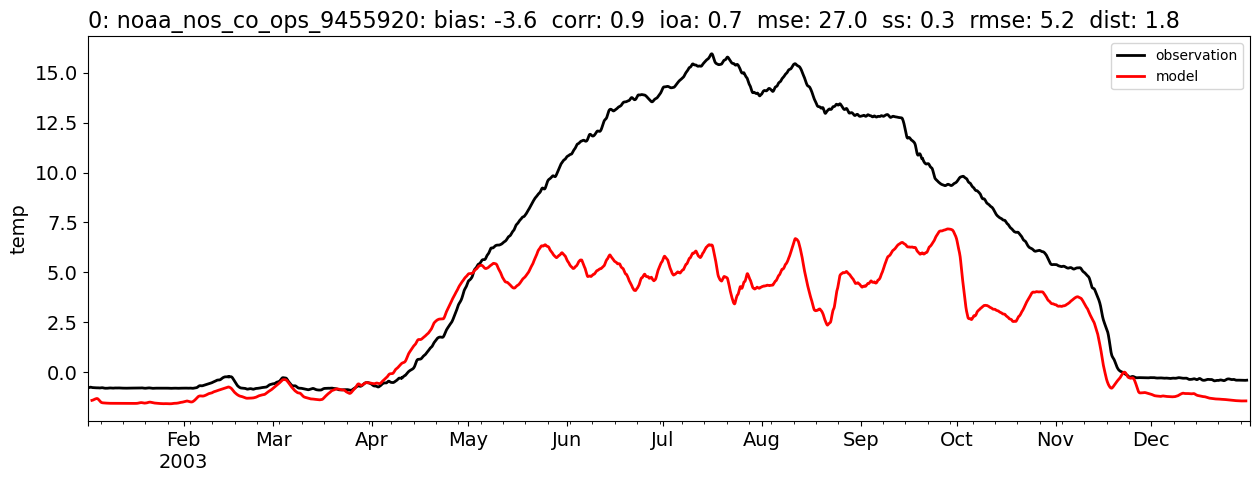 0: noaa_nos_co_ops_9455920: bias: -3.6 corr: 0.9 ioa: 0.7 mse: 27.0 ss: 0.3 rmse: 5.2 dist: 1.8
observation
model
15.0
12.5
10.0
7.5
5.0
2.5
0.0
temp
Feb Mar Apr May Jun Jul Aug Sep Oct Nov Dec
2003